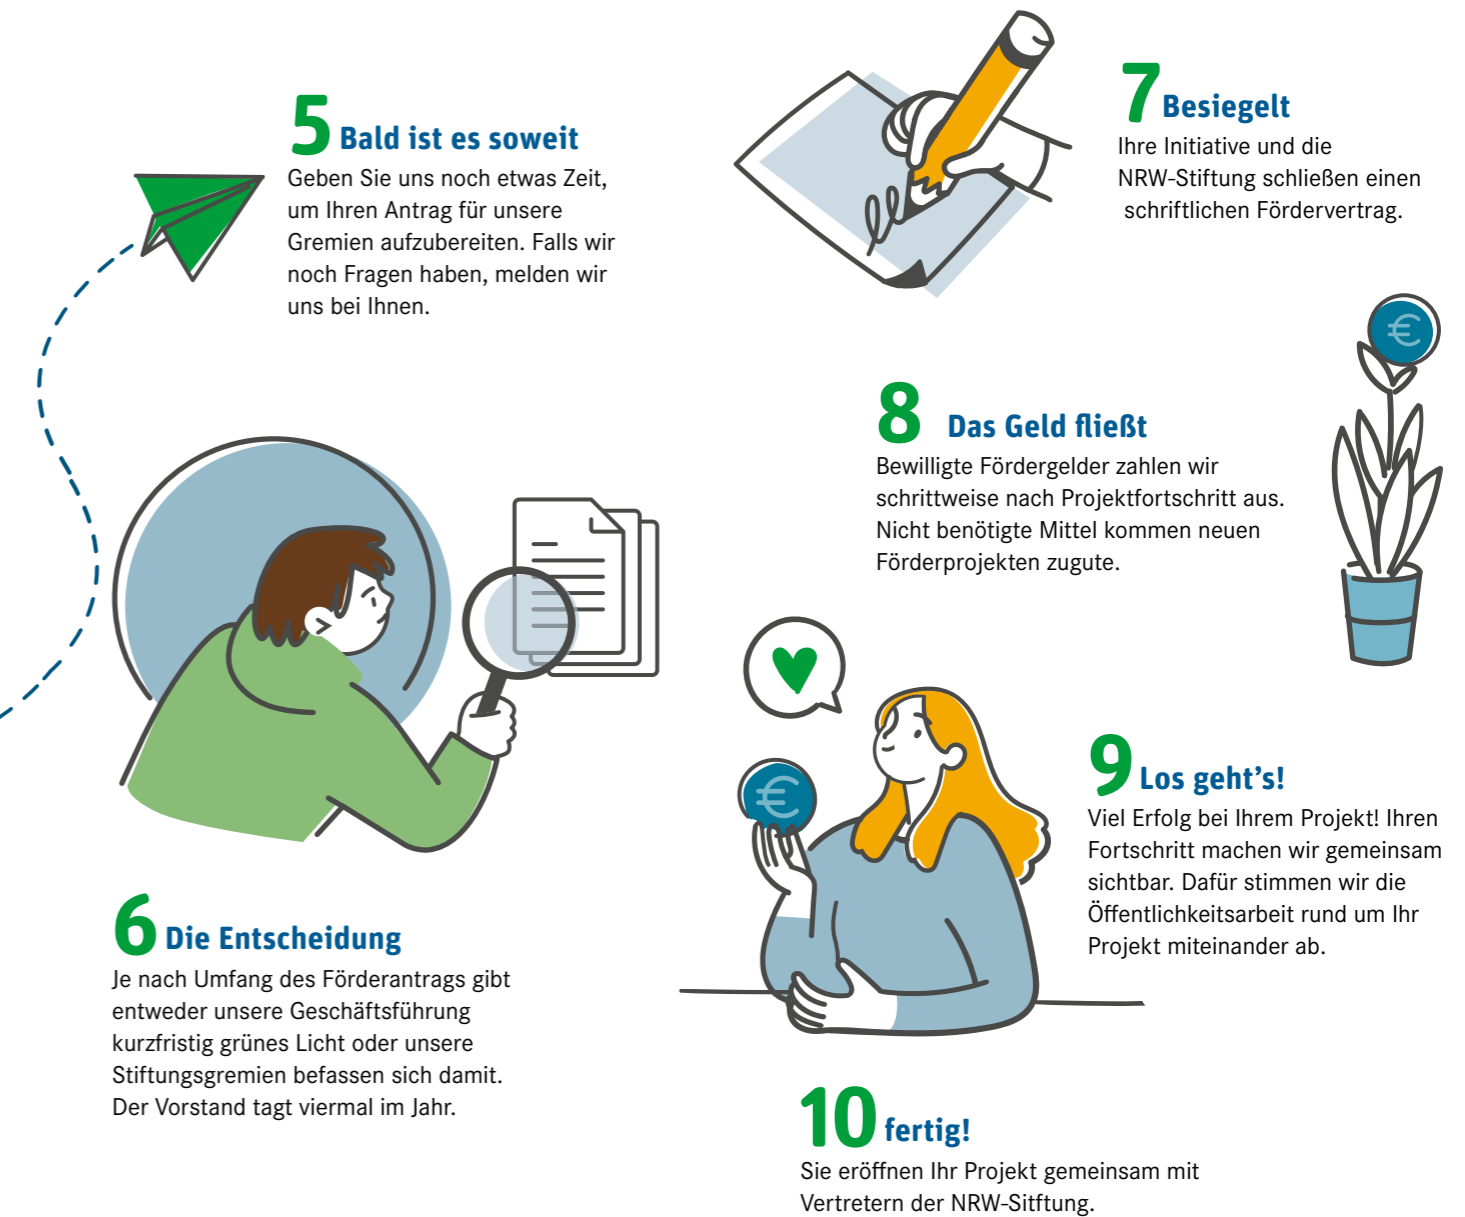 5 Bald ist es soweit
Geben Sie uns noch etwas Zeit,
um Ihren Antrag für unsere
Gremien aufzubereiten. Falls wir
noch Fragen haben, melden wir
uns bei Ihnen.
6 Die Entscheidung
Je nach Umfang des Förderantrags gibt
entweder unsere Geschäftsführung
kurzfristig grünes Licht oder unsere
Stiftungsgremien befassen sich damit.
Der Vorstand tagt viermal im Jahr.
7 Besiegelt
Ihre Initiative und die
NRW-Stiftung schließen einen
schriftlichen Fördervertrag.
€
8 Das Geld fließt
Bewilligte Fördergelder zahlen wir
schrittweise nach Projektfortschritt aus.
Nicht benötigte Mittel kommen neuen
Förderprojekten zugute.
€
9 Los geht's!
Viel Erfolg bei Ihrem Projekt! Ihren
Fortschritt machen wir gemeinsam
sichtbar. Dafür stimmen wir die
Öffentlichkeitsarbeit rund um Ihr
Projekt miteinander ab.
10 fertig!
Sie eröffnen Ihr Projekt gemeinsam mit
Vertretern der NRW-Sitftung.